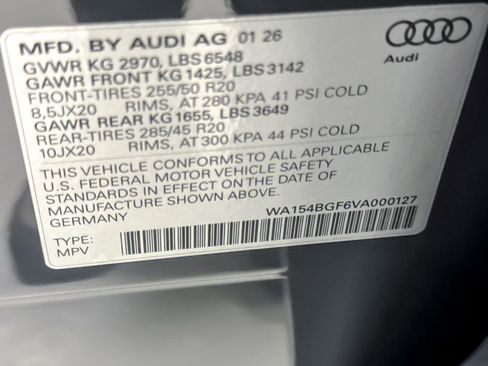 MFD. BY AUDI AG 01 26
GVWR KG 2970, LBS 6548
GAWR FRONT KG 1425, LBS 3142
FRONT-TIRES 255/50 R20
8,5JX20 RIMS, AT 280 KPA 41 PSI COLD
GAWR REAR KG 1655, LBS 3649
REAR-TIRES 285/45 R20
10JX20 RIMS, AT 300 KPA 44 PSI COLD
THIS VEHICLE CONFORMS TO ALL APPLICABLE
U.S. FEDERAL MOTOR VEHICLE SAFETY
STANDARDS IN EFFECT ON THE DATE OF
MANUFACTURE SHOWN ABOVE.
GERMANY
WA154BGF6VA000127
TYPE:
MPV
Audi